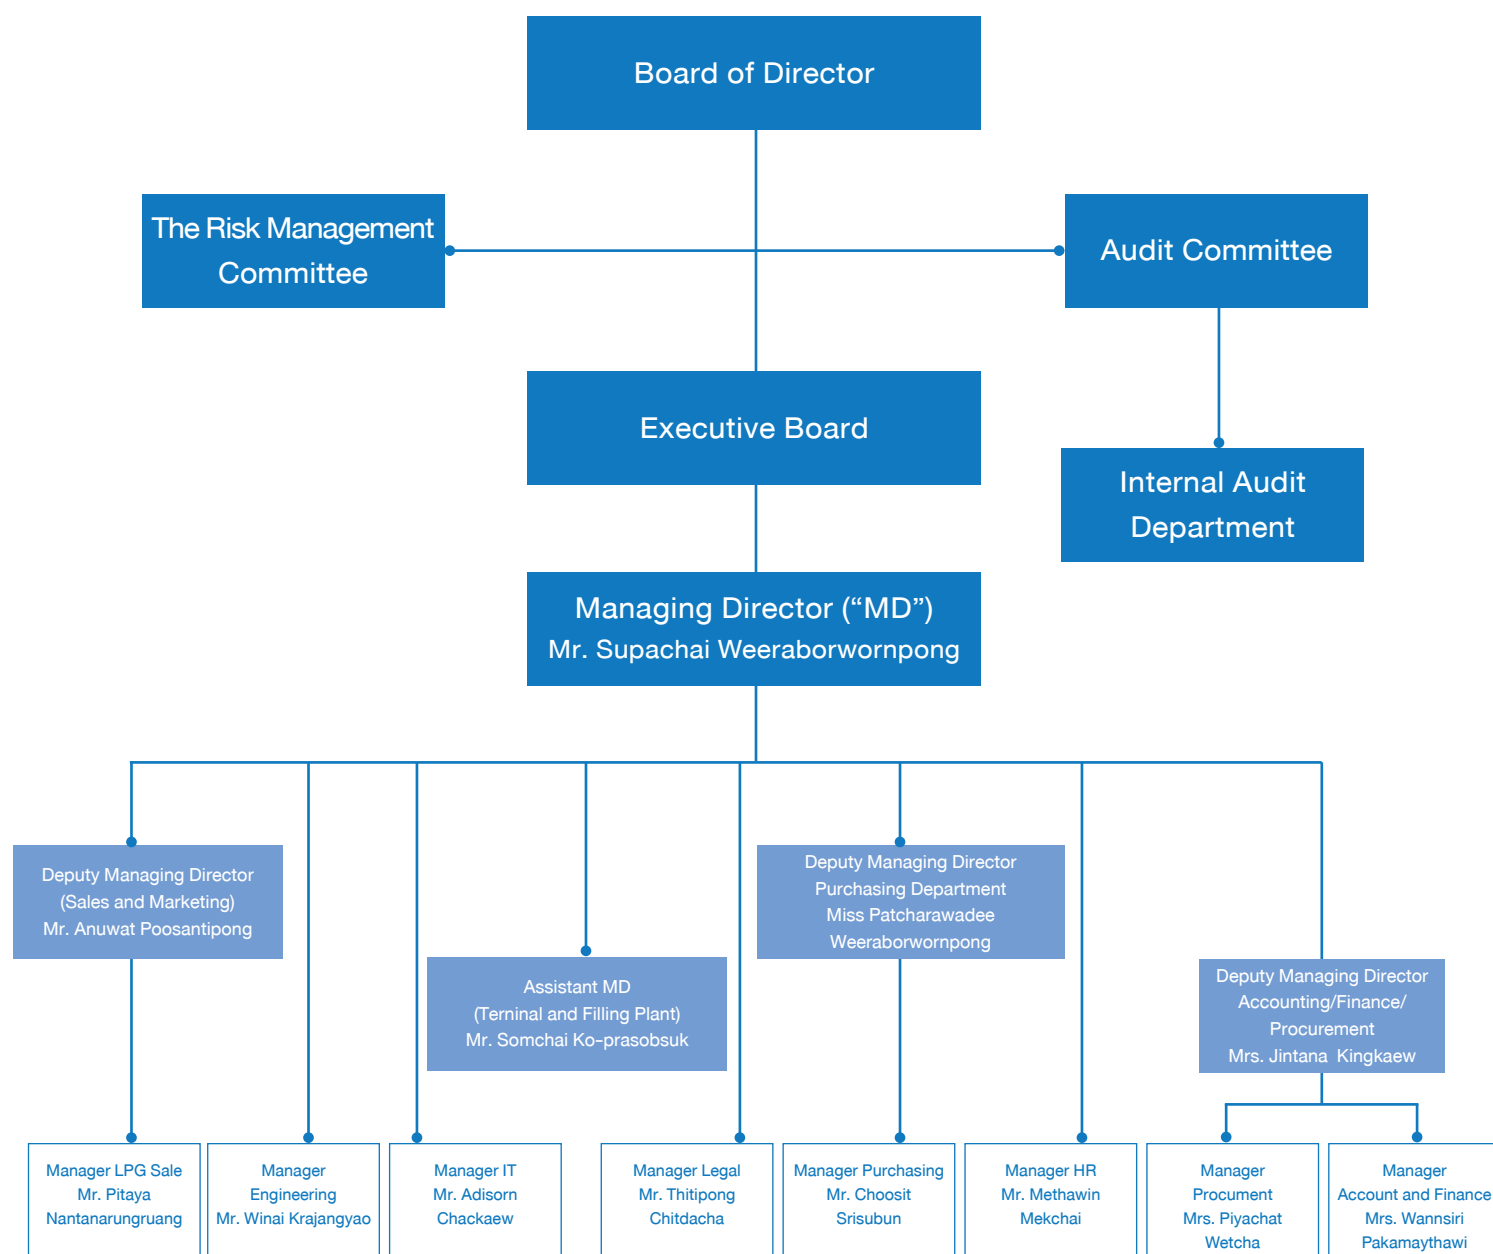 Board of Director
The Risk Management
Committee
Audit Committee
Executive Board
Internal Audit
Department
Managing Director (“MD”)
Mr. Supachai Weeraborwornpong
Deputy Managing Director
(Sales and Marketing)
Mr. Anuwat Poosantipong
Deputy Managing Director
Purchasing Department
Miss Patcharawadee
Weeraborwornpong
Assistant MD
(Terninal and Filling Plant)
Mr. Somchai Ko-prasobsuk
Deputy Managing Director
Accounting/Finance/
Procurement
Mrs. Jintana Kingkaew
Manager LPG Sale
Mr. Pitaya
Nantanarungruang
Manager
Engineering
Mr. Winai Krajangyao
Manager IT
Mr. Adisorn
Chackaew
Manager Legal
Mr. Thitipong
Chitdacha
Manager Purchasing
Mr. Choosit
Srisubun
Manager HR
Mr. Methawin
Mekchai
Manager
Procument
Mrs. Piyachat
Wetcha
Manager
Account and Finance
Mrs. Wannsiri
Pakamaythawi